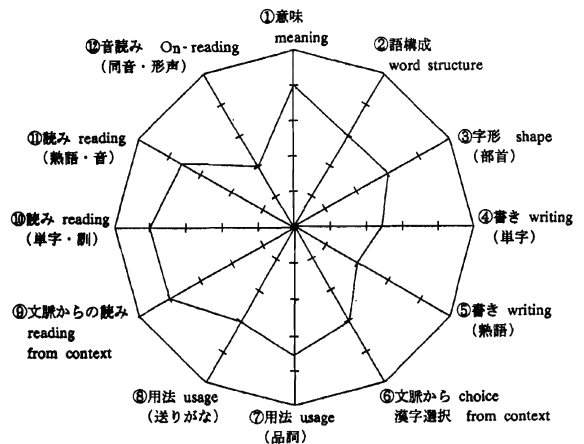 ①意味
meaning
②語構成
word structure
③字形 shape
(部首)
④書き writing
(単字)
⑤書き writing
(熟語)
⑥文脈から choice
漢字選択 from context
⑦用法 usage
(品詞)
⑧用法 usage
(送りがな)
⑨文脈からの読み
reading
from context
⑩読み reading
(単字・訓)
⑪読み reading
(熟語・音)
⑫音読み On-reading
(同音・形声)